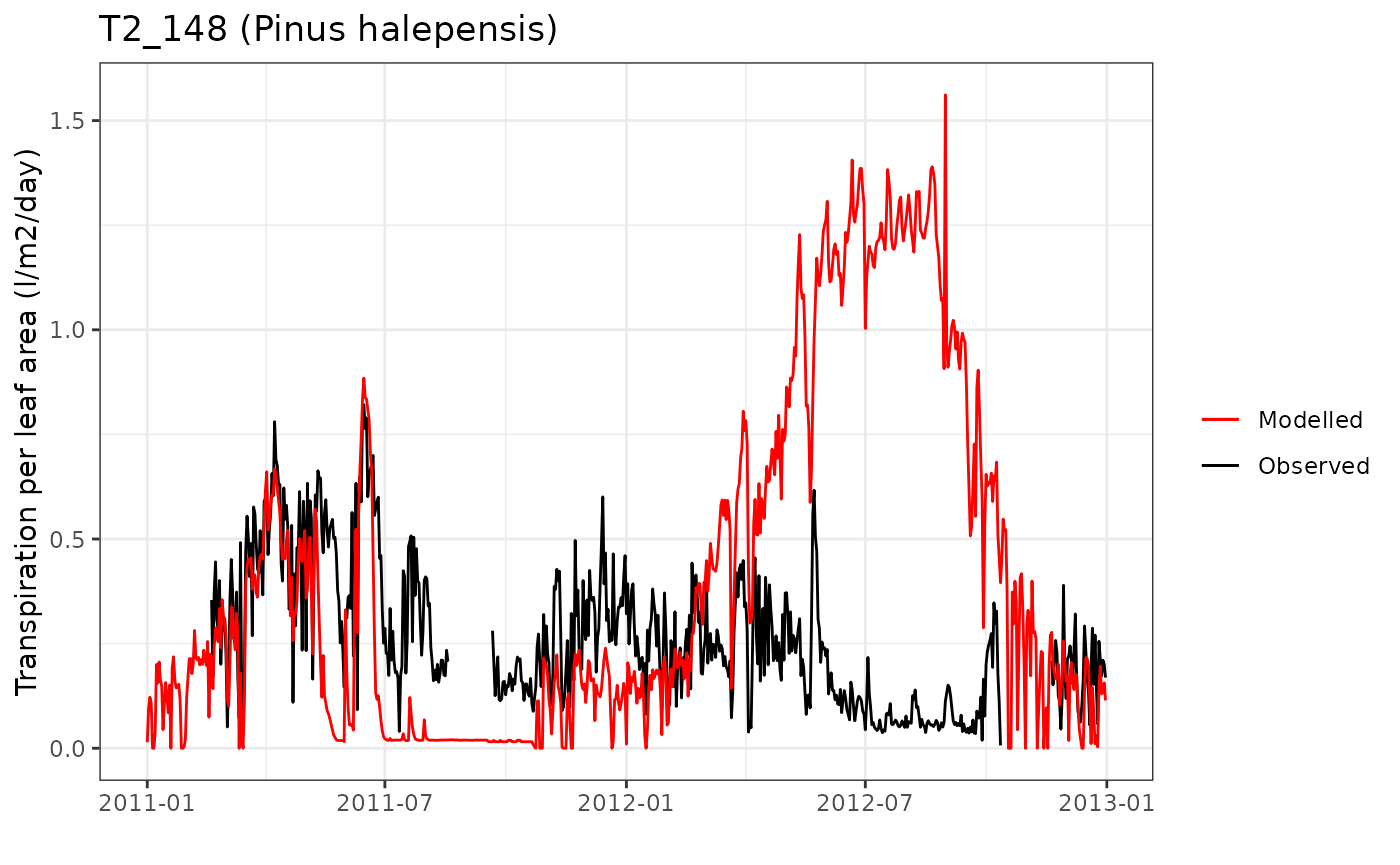 T2_148 (Pinus halepensis)
Transpiration per leaf area (l/m2/day)
1.5
1.0
0.5
0.0
2011-01
2011-07
2012-01
2012-07
2013-01
Modelled
Observed